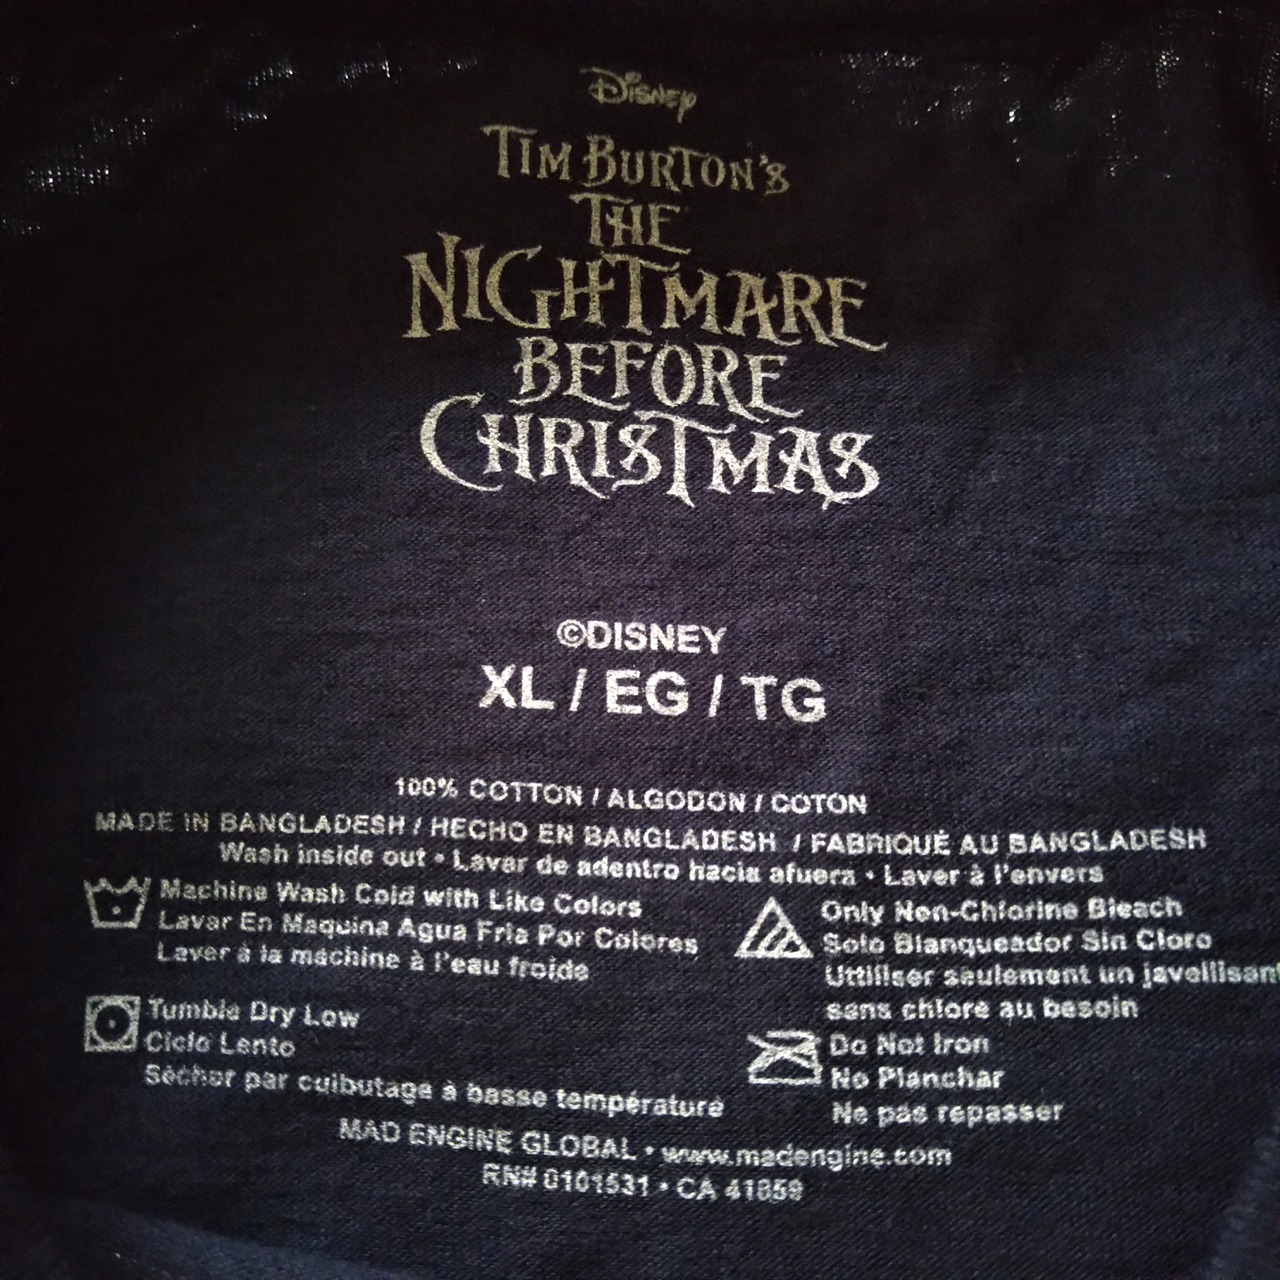 Disney
TIM BURTON'S
THE
NIGHTMARE
BEFORE
CHRISTMAS
©DISNEY
XL / EG / TG
100% COTTON / ALGODON / COTON
MADE IN BANGLADESH / HECHO EN BANGLADESH / FABRIQUÉ AU BANGLADESH
Wash inside out • Lavar de adentro hacia afuera • Laver à l'envers
Machine Wash Cold with Like Colors
Lavar En Maquina Agua Fria Por Colores
Laver à la machine à l'eau froide
Only Non-Chlorine Bleach
Solo Blanqueador Sin Cloro
Uttiliser seulement un javellisant
sans chlore au besoin
Tumble Dry Low
Ciclo Lento
Sécher par culbutage à basse température
Do Not Iron
No Planchar
Ne pas repasser
MAD ENGINE GLOBAL • www.madengine.com
RN# 0101531 • CA 41859